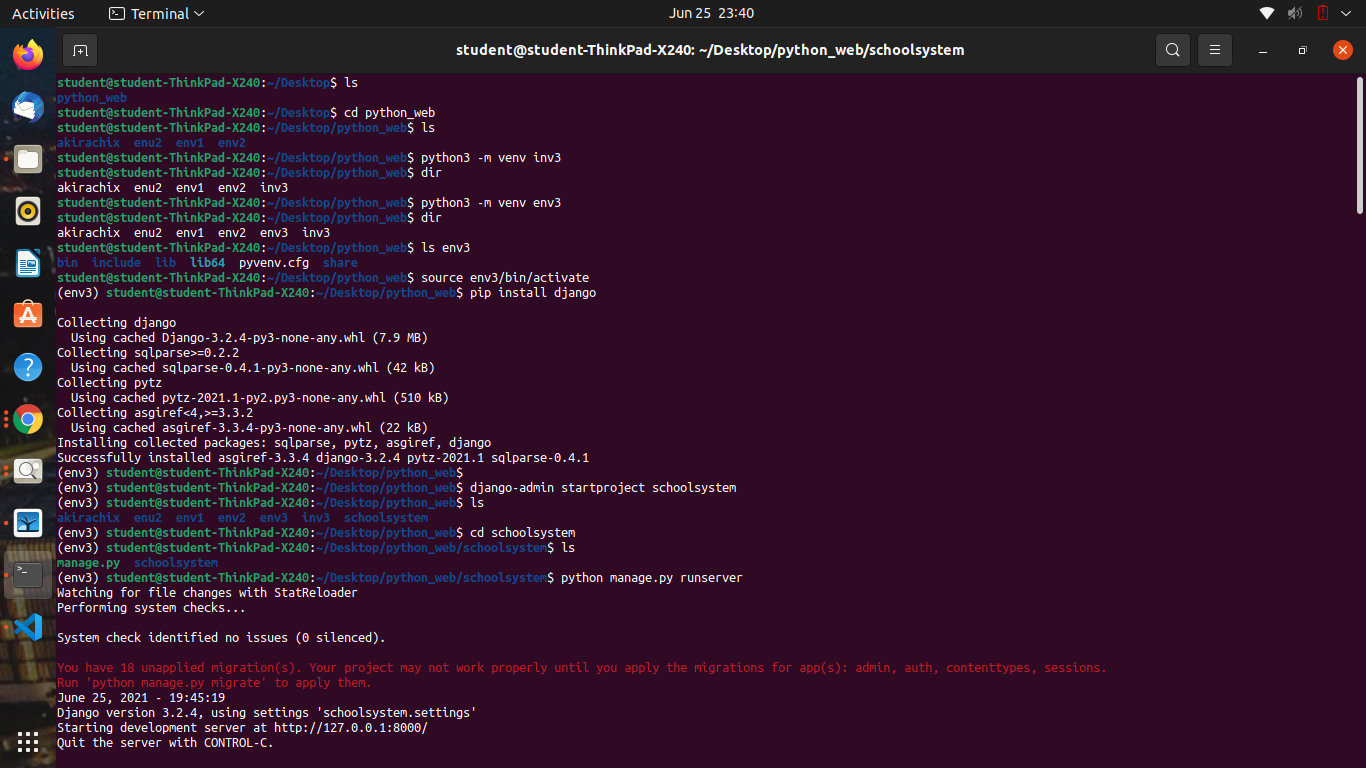 Activities Terminal Jun 25 23:40
student@student-ThinkPad-X240: ~/Desktop/python_web/schoolsystem
student@student-ThinkPad-X240:~/Desktop$ ls
python_web
student@student-ThinkPad-X240:~/Desktop$ cd python_web
student@student-ThinkPad-X240:~/Desktop/python_web$ ls
akirachix  enu2  env1  env2
student@student-ThinkPad-X240:~/Desktop/python_web$ python3 -m venv inv3
student@student-ThinkPad-X240:~/Desktop/python_web$ dir
akirachix  enu2  env1  env2  inv3
student@student-ThinkPad-X240:~/Desktop/python_web$ python3 -m venv env3
student@student-ThinkPad-X240:~/Desktop/python_web$ dir
akirachix  enu2  env1  env2  env3  inv3
student@student-ThinkPad-X240:~/Desktop/python_web$ ls env3
bin  include  lib  lib64  pyvenv.cfg  share
student@student-ThinkPad-X240:~/Desktop/python_web$ source env3/bin/activate
(env3) student@student-ThinkPad-X240:~/Desktop/python_web$ pip install django
Collecting django
  Using cached Django-3.2.4-py3-none-any.whl (7.9 MB)
Collecting sqlparse>=0.2.2
  Using cached sqlparse-0.4.1-py3-none-any.whl (42 kB)
Collecting pytz
  Using cached pytz-2021.1-py2.py3-none-any.whl (510 kB)
Collecting asgiref<4,>=3.3.2
  Using cached asgiref-3.3.4-py3-none-any.whl (22 kB)
Installing collected packages: sqlparse, pytz, asgiref, django
Successfully installed asgiref-3.3.4 django-3.2.4 pytz-2021.1 sqlparse-0.4.1
(env3) student@student-ThinkPad-X240:~/Desktop/python_web$
(env3) student@student-ThinkPad-X240:~/Desktop/python_web$ django-admin startproject schoolsystem
(env3) student@student-ThinkPad-X240:~/Desktop/python_web$ ls
akirachix  enu2  env1  env2  env3  inv3  schoolsystem
(env3) student@student-ThinkPad-X240:~/Desktop/python_web$ cd schoolsystem
(env3) student@student-ThinkPad-X240:~/Desktop/python_web/schoolsystem$ ls
manage.py  schoolsystem
(env3) student@student-ThinkPad-X240:~/Desktop/python_web/schoolsystem$ python manage.py runserver
Watching for file changes with StatReloader
Performing system checks...
System check identified no issues (0 silenced).
You have 18 unapplied migration(s). Your project may not work properly until you apply the migrations for app(s): admin, auth, contenttypes, sessions.
Run 'python manage.py migrate' to apply them.
June 25, 2021 - 19:45:19
Django version 3.2.4, using settings 'schoolsystem.settings'
Starting development server at http://127.0.0.1:8000/
Quit the server with CONTROL-C.